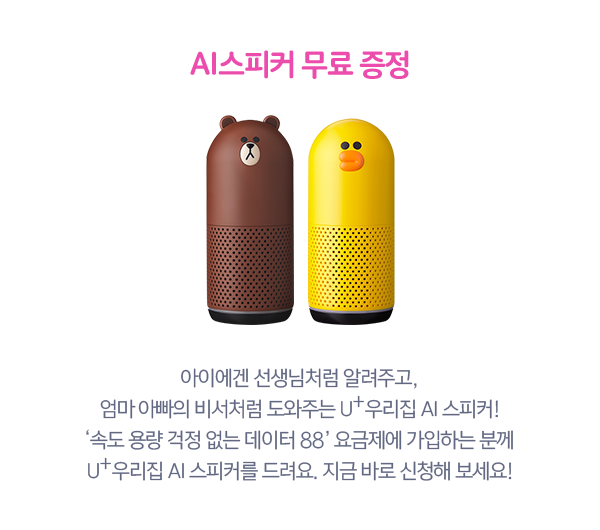 AI스피커 무료 증정
아이에겐 선생님처럼 알려주고,
엄마 아빠의 비서처럼 도와주는 U⁺우리집 AI 스피커!
‘속도 용량 걱정 없는 데이터 88’ 요금제에 가입하는 분께
U⁺우리집 AI 스피커를 드려요. 지금 바로 신청해 보세요!